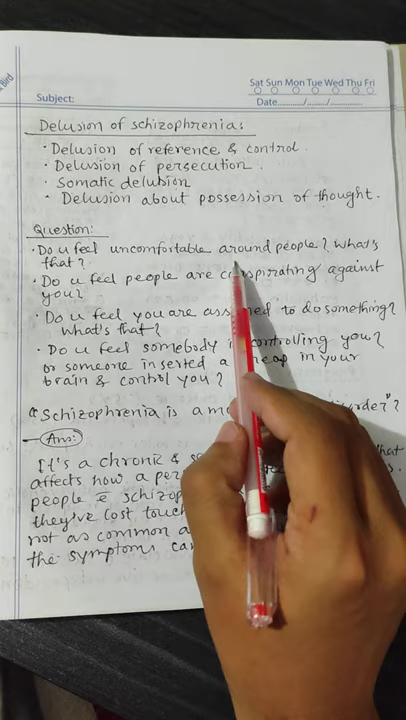 Bird
Sat Sun Mon Tue Wed Thu Fri
Subject:
Date
Delusion of schizophrenia:
· Delusion of reference & control.
· Delusion of persecution.
· Somatic delusion
· Delusion about possession of thought.
Question:
· Do u feel uncomfortable around people? What's
that?
· Do u feel people are conspirating against
you?
· Do u feel you are ass ned to do something?
What's that?
· Do u feel somebody controlling you?
or someone inserted a in your
brain & control you?
Schizophrenia is a
Ans:
It's a chronic & hat
affects how a
people c
they've lost
not as common a
the symptoms